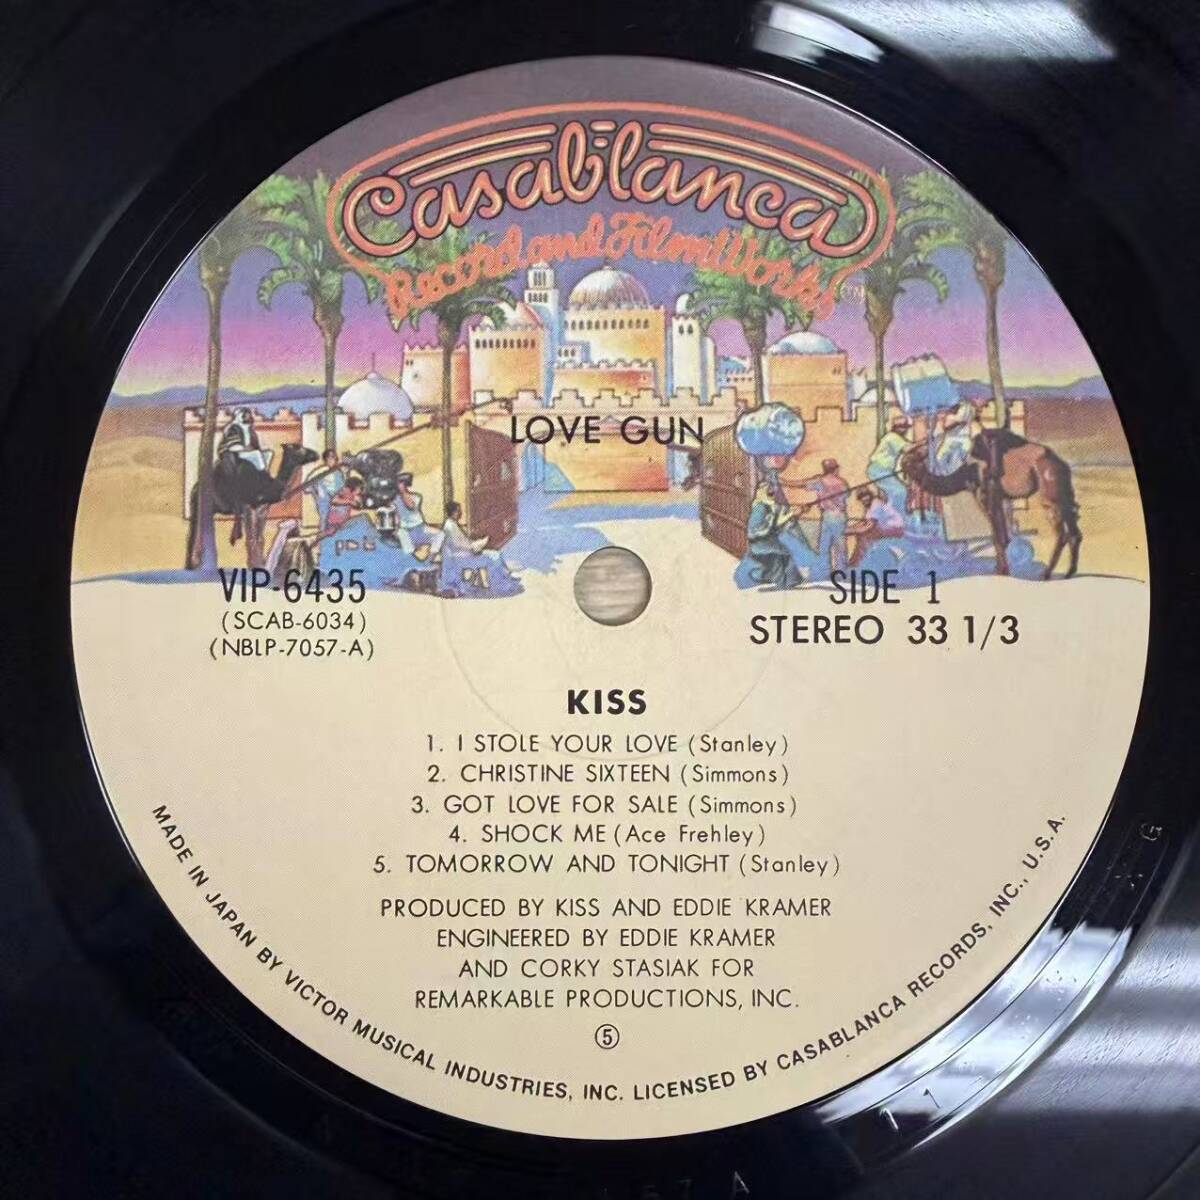 Casablanca
Record and FilmWorks
LOVE GUN
VIP-6435
(SCAB-6034)
(NBLP-7057-A)
SIDE 1
STEREO 33 1/3
KISS
1. I STOLE YOUR LOVE (Stanley)
2. CHRISTINE SIXTEEN (Simmons)
3. GOT LOVE FOR SALE (Simmons)
4. SHOCK ME (Ace Frehley)
5. TOMORROW AND TONIGHT (Stanley)
PRODUCED BY KISS AND EDDIE KRAMER
ENGINEERED BY EDDIE KRAMER
AND CORKY STASIAK FOR
REMARKABLE PRODUCTIONS, INC.
⑤
MADE IN JAPAN BY VICTOR MUSICAL INDUSTRIES, INC. LICENSED BY CASABLANCA RECORDS, INC., U.S.A.